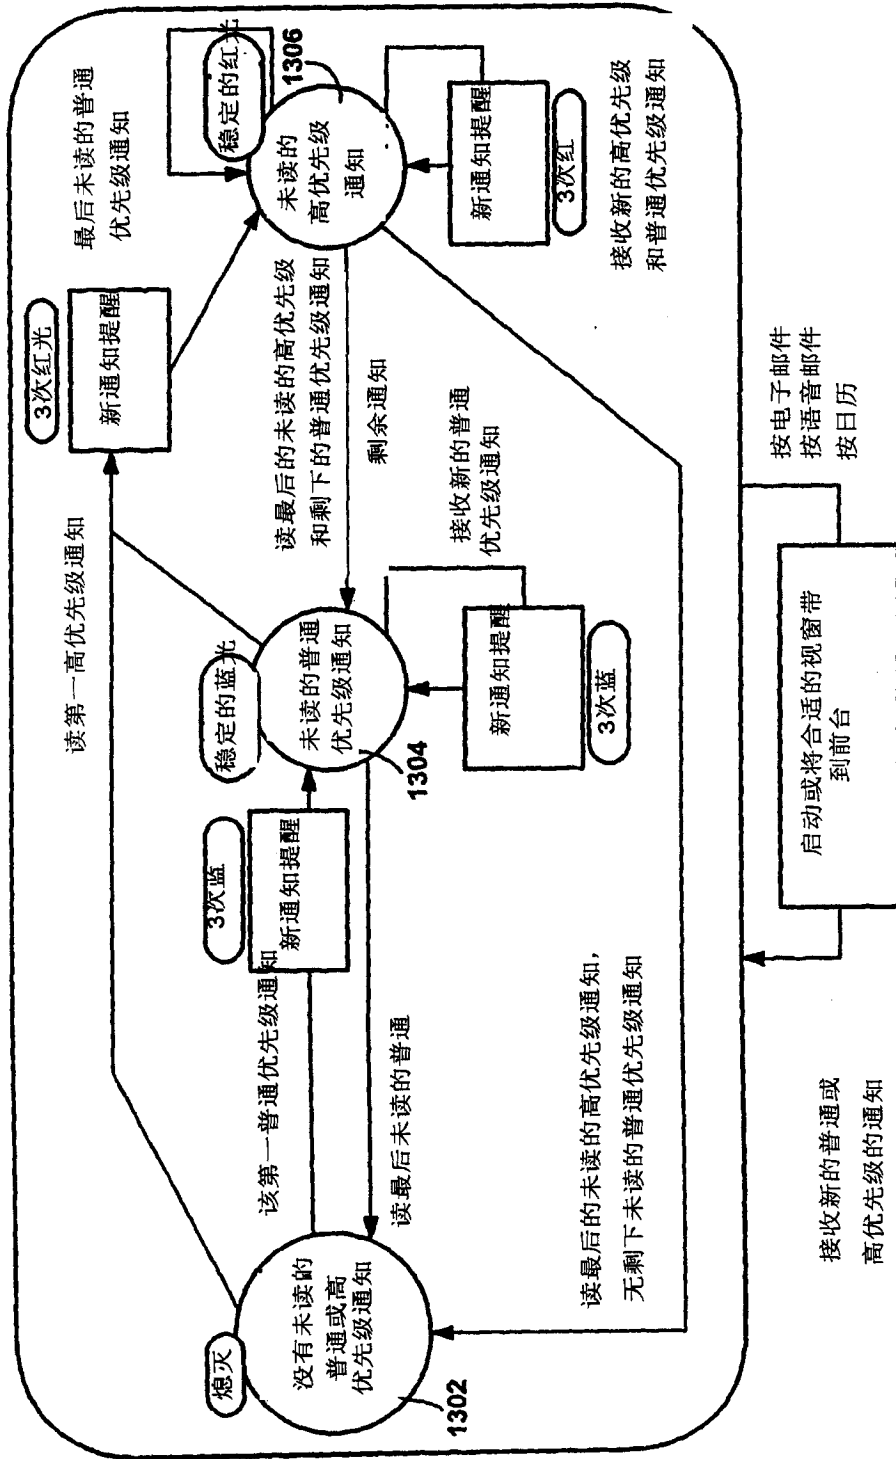 熄灭
没有未读的
普通或高
优先级通知
1302
读第一高优先级通知
该第一普通优先级通知
3次蓝
新通知提醒
读最后未读的普通
稳定的蓝光
未读的普通
优先级通知
1304
新通知提醒
3次蓝
接收新的普通
优先级通知
3次红光
新通知提醒
最后未读的普通
优先级通知
稳定的红光
1306
未读的
高优先级
通知
新通知提醒
3次红
接收新的高优先级
和普通优先级通知
读最后的未读的高优先级
和剩下的普通优先级通知
剩余通知
读最后的未读的高优先级通知，
无剩下未读的普通优先级通知
接收新的普通或
高优先级的通知
启动或将合适的视窗带
到前台
按电子邮件
按语音邮件
按日历